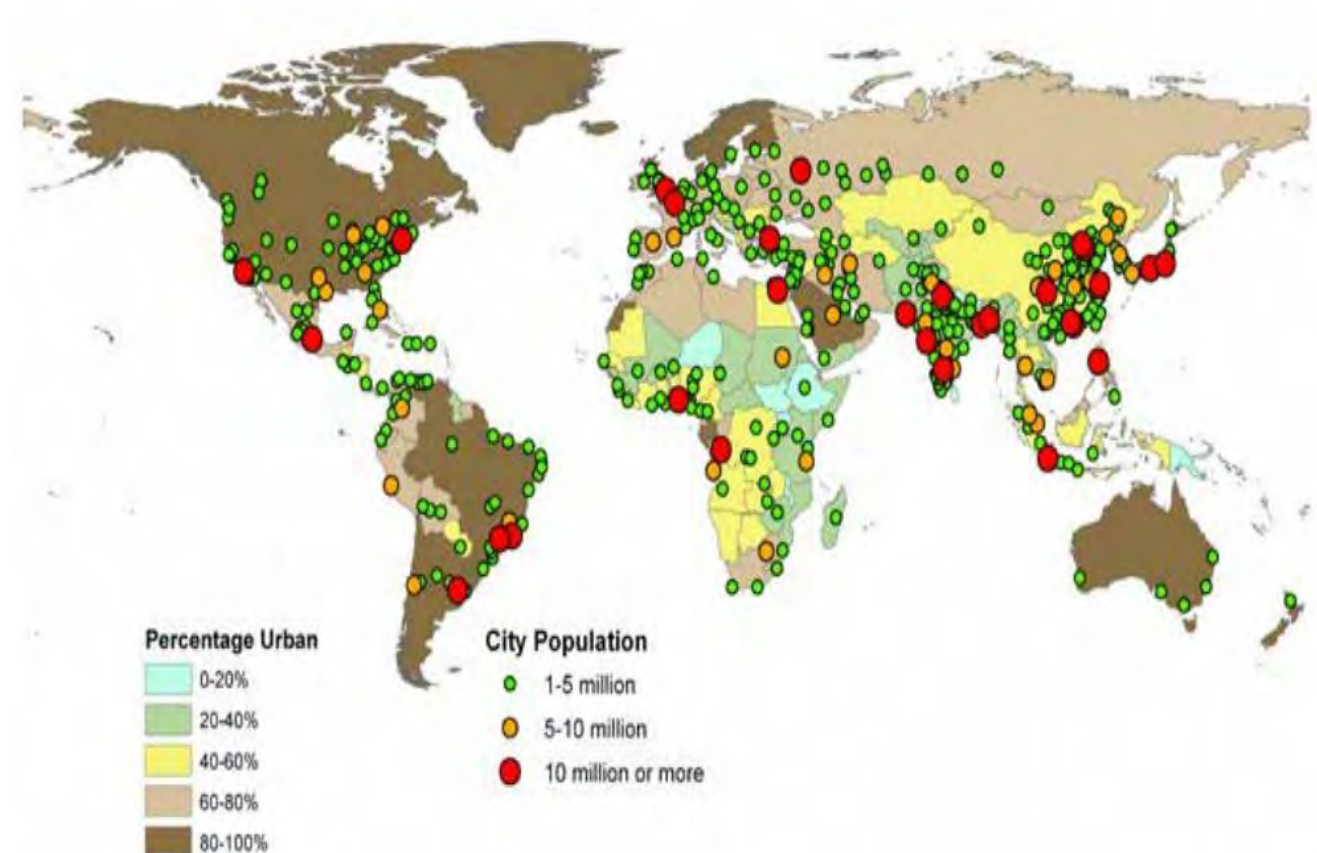 Percentage Urban
0-20%
20-40%
40-60%
60-80%
80-100%
City Population
1-5 million
5-10 million
10 million or more